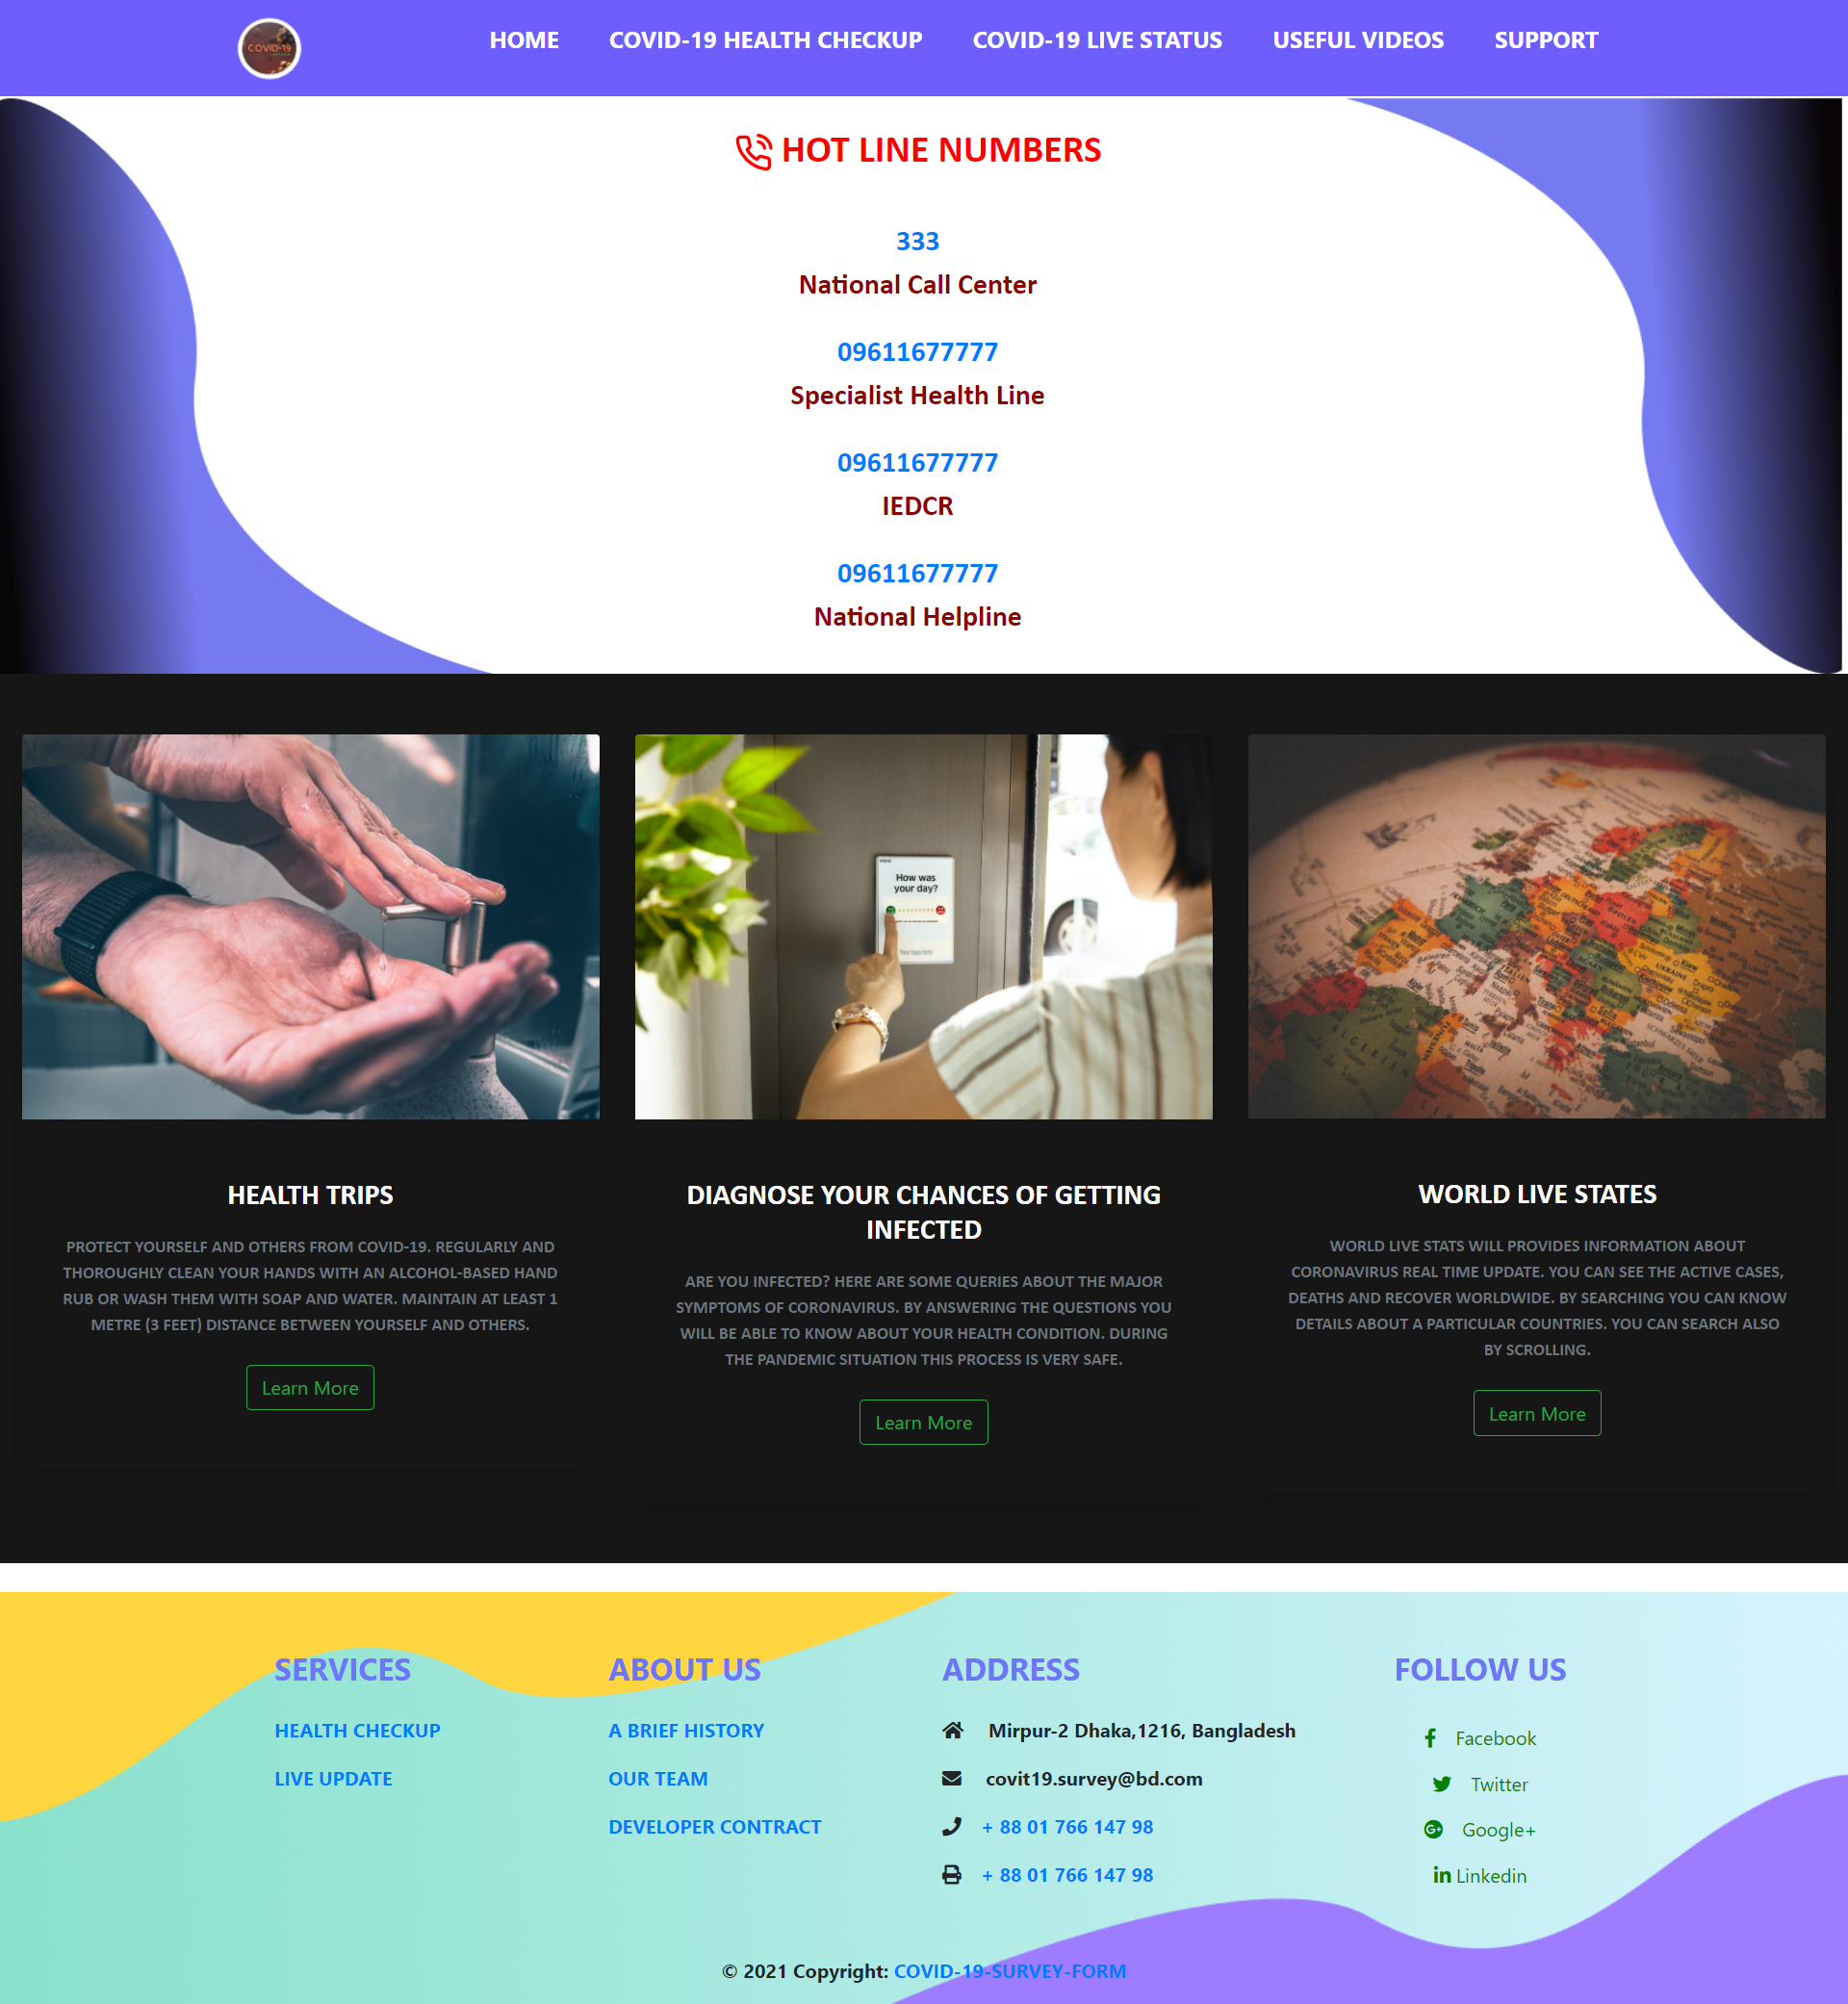 COVID-19
HOME
COVID-19 HEALTH CHECKUP
COVID-19 LIVE STATUS
USEFUL VIDEOS
SUPPORT
HOT LINE NUMBERS
333
National Call Center
09611677777
Specialist Health Line
09611677777
IEDCR
09611677777
National Helpline
How was
your day?
Your logo here
UKRAINE
HEALTH TRIPS
PROTECT YOURSELF AND OTHERS FROM COVID-19. REGULARLY AND
THOROUGHLY CLEAN YOUR HANDS WITH AN ALCOHOL-BASED HAND
RUB OR WASH THEM WITH SOAP AND WATER. MAINTAIN AT LEAST 1
METRE (3 FEET) DISTANCE BETWEEN YOURSELF AND OTHERS.
Learn More
DIAGNOSE YOUR CHANCES OF GETTING
INFECTED
ARE YOU INFECTED? HERE ARE SOME QUERIES ABOUT THE MAJOR
SYMPTOMS OF CORONAVIRUS. BY ANSWERING THE QUESTIONS YOU
WILL BE ABLE TO KNOW ABOUT YOUR HEALTH CONDITION. DURING
THE PANDEMIC SITUATION THIS PROCESS IS VERY SAFE.
Learn More
WORLD LIVE STATES
WORLD LIVE STATS WILL PROVIDES INFORMATION ABOUT
CORONAVIRUS REAL TIME UPDATE. YOU CAN SEE THE ACTIVE CASES,
DEATHS AND RECOVER WORLDWIDE. BY SEARCHING YOU CAN KNOW
DETAILS ABOUT A PARTICULAR COUNTRIES. YOU CAN SEARCH ALSO
BY SCROLLING.
Learn More
SERVICES
HEALTH CHECKUP
LIVE UPDATE
ABOUT US
A BRIEF HISTORY
OUR TEAM
DEVELOPER CONTRACT
ADDRESS
Mirpur-2 Dhaka,1216, Bangladesh
covit19.survey@bd.com
+ 88 01 766 147 98
+ 88 01 766 147 98
FOLLOW US
Facebook
Twitter
Google+
Linkedin
© 2021 Copyright: COVID-19-SURVEY-FORM